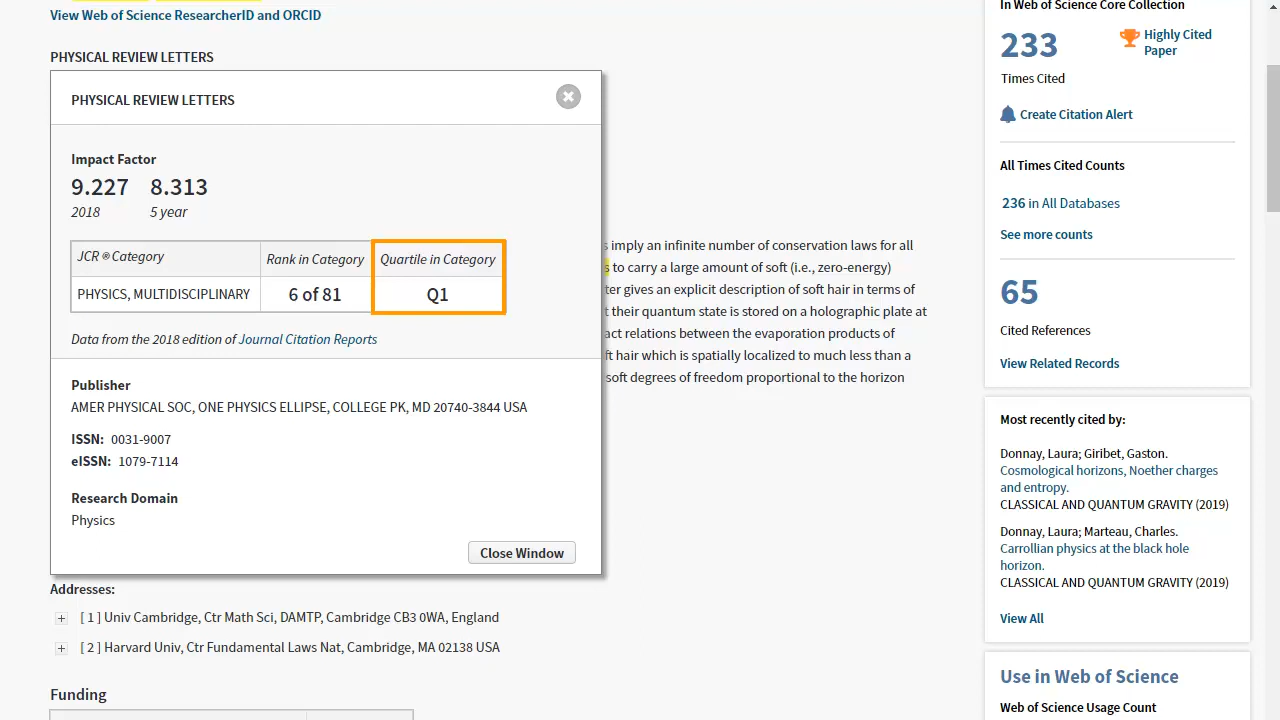 View Web of Science ResearcherID and ORCID
PHYSICAL REVIEW LETTERS
PHYSICAL REVIEW LETTERS
Impact Factor
9.227 8.313
2018 5 year
JCR ® Category Rank in Category Quartile in Category
PHYSICS, MULTIDISCIPLINARY 6 of 81 Q1
Data from the 2018 edition of Journal Citation Reports
Publisher
AMER PHYSICAL SOC, ONE PHYSICS ELLIPSE, COLLEGE PK, MD 20740-3844 USA
ISSN: 0031-9007
eISSN: 1079-7114
Research Domain
Physics
Close Window
imply an infinite number of conservation laws for all
to carry a large amount of soft (i.e., zero-energy)
gives an explicit description of soft hair in terms of
their quantum state is stored on a holographic plate at
relations between the evaporation products of
hair which is spatially localized to much less than a
soft degrees of freedom proportional to the horizon
Addresses:
[ 1 ] Univ Cambridge, Ctr Math Sci, DAMTP, Cambridge CB3 0WA, England
[ 2 ] Harvard Univ, Ctr Fundamental Laws Nat, Cambridge, MA 02138 USA
Funding
In Web of Science Core Collection
233
Times Cited
Highly Cited
Paper
Create Citation Alert
All Times Cited Counts
236 in All Databases
See more counts
65
Cited References
View Related Records
Most recently cited by:
Donnay, Laura; Giribet, Gaston.
Cosmological horizons, Noether charges
and entropy.
CLASSICAL AND QUANTUM GRAVITY (2019)
Donnay, Laura; Marteau, Charles.
Carrollian physics at the black hole
horizon.
CLASSICAL AND QUANTUM GRAVITY (2019)
View All
Use in Web of Science
Web of Science Usage Count